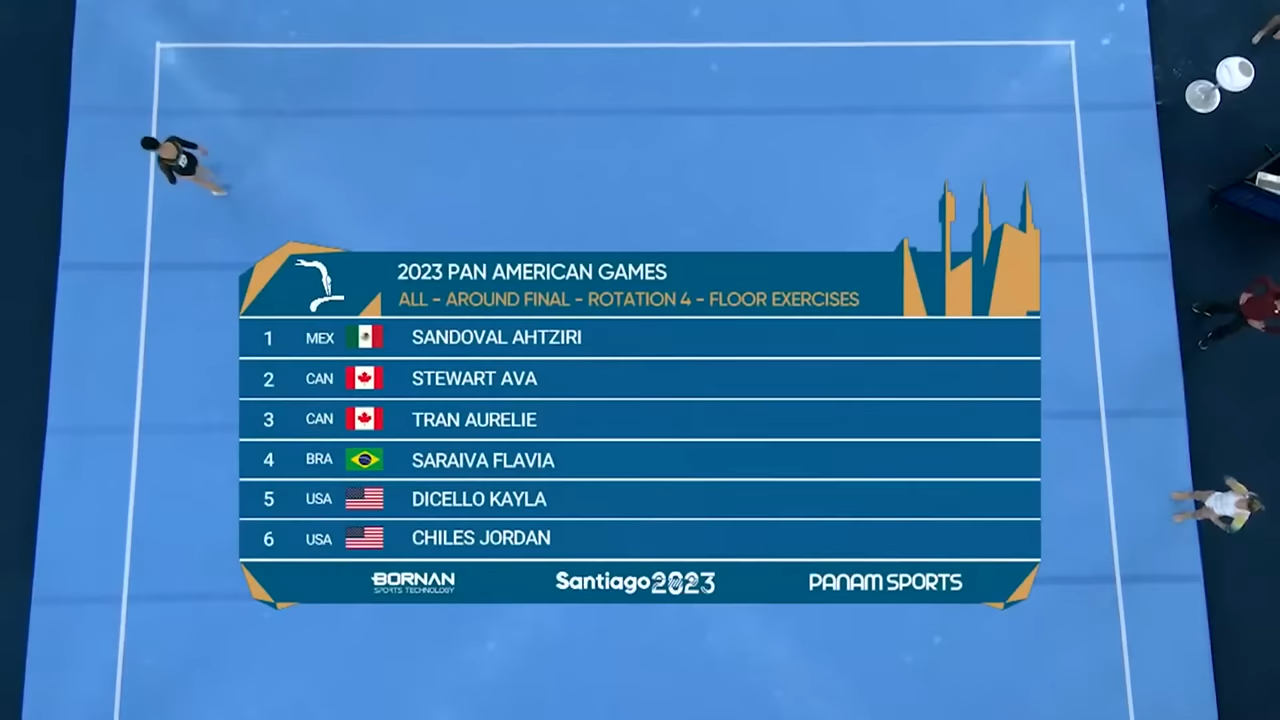 2023 PAN AMERICAN GAMES
ALL - AROUND FINAL - ROTATION 4 - FLOOR EXERCISES
1 MEX SANDOVAL AHTZIRI
2 CAN STEWART AVA
3 CAN TRAN AURELIE
4 BRA SARAIVA FLAVIA
5 USA DICELLO KAYLA
6 USA CHILES JORDAN
BORNAN SPORTS TECHNOLOGY Santiago2023 PANAM SPORTS